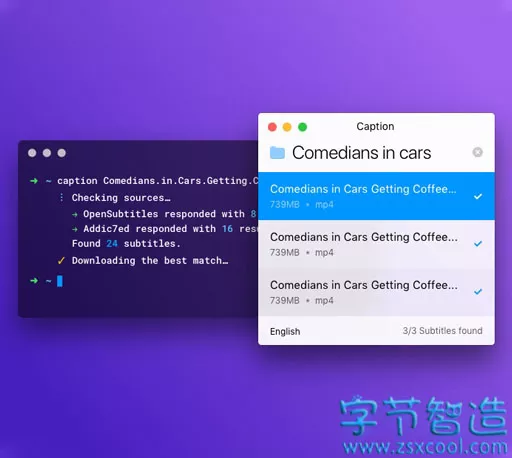 ➜ ~ caption Comedians.in.Cars.Getting.C
⋮ Checking sources…
➜ OpenSubtitles responded with 8
➜ Addic7ed responded with 16 resu
Found 24 subtitles.
✓ Downloading the best match…
➜ ~
Caption
Comedians in cars
Comedians in Cars Getting Coffee...
739MB • mp4
Comedians in Cars Getting Coffee...
739MB • mp4
Comedians in Cars Getting Coffee...
739MB • mp4
English 3/3 Subtitles found
字节智造
www.zsxcool.com